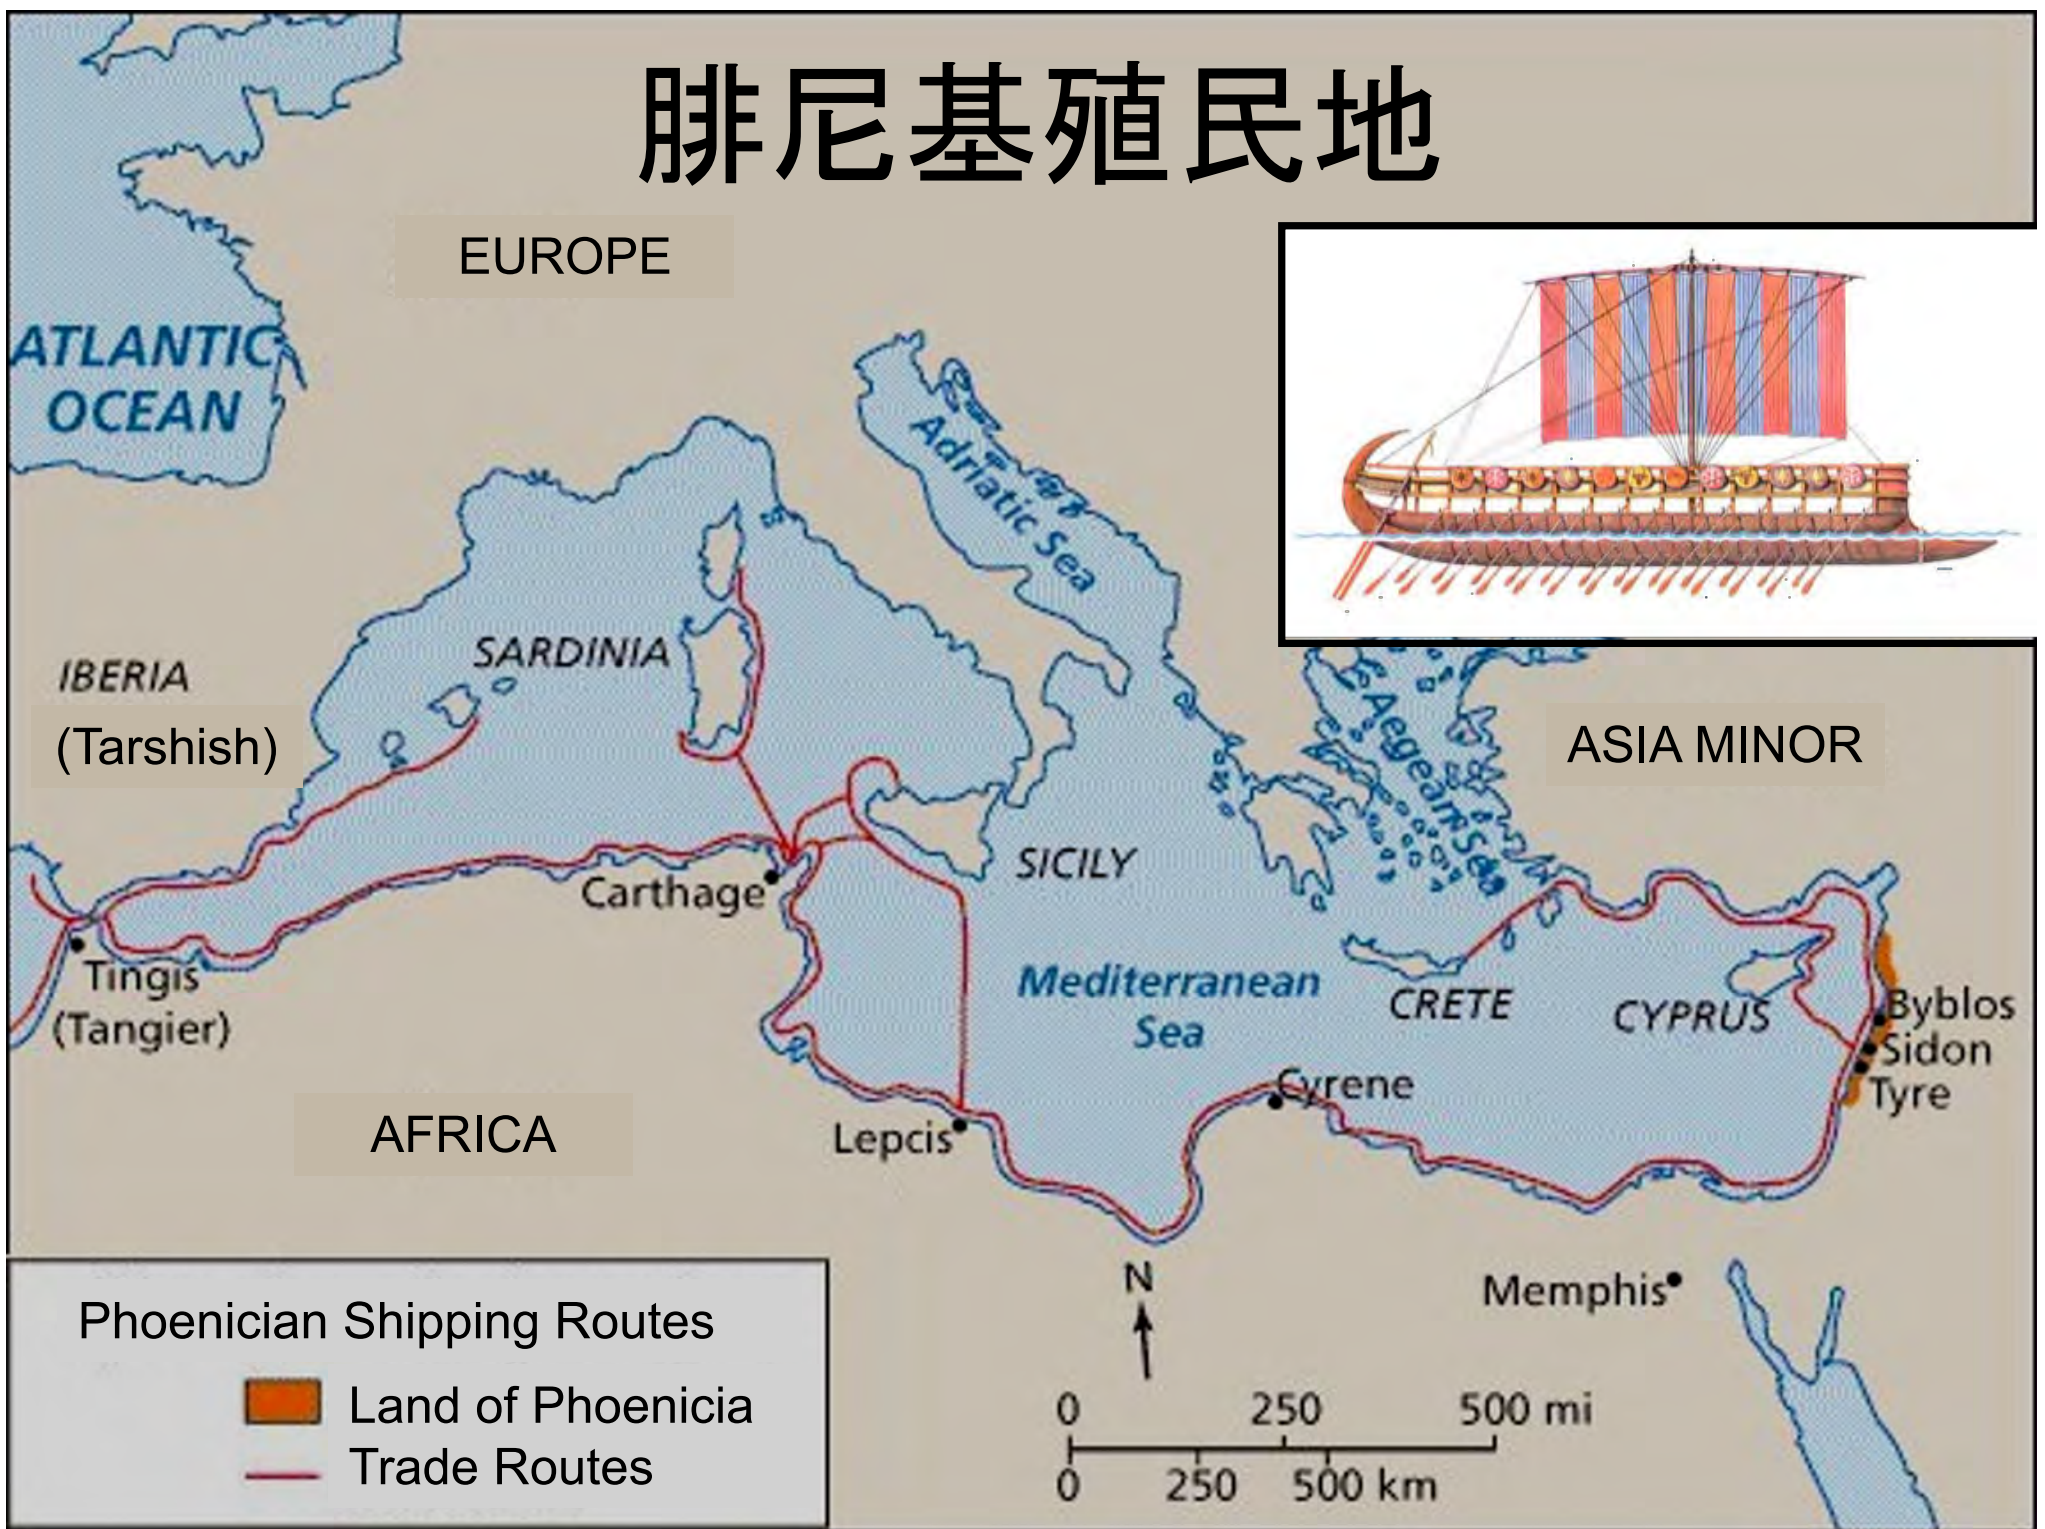 腓尼基殖民地
EUROPE
ATLANTIC
OCEAN
Adriatic Sea
SARDINIA
IBERIA
(Tarshish)
Aegean Sea
ASIA MINOR
SICILY
Carthage
Tingis
(Tangier)
Mediterranean
Sea
CRETE
CYPRUS
Byblos
Sidon
Tyre
Cyrene
AFRICA
Lepcis
Memphis
N
Phoenician Shipping Routes
Land of Phoenicia
Trade Routes
0 250 500 mi
0 250 500 km